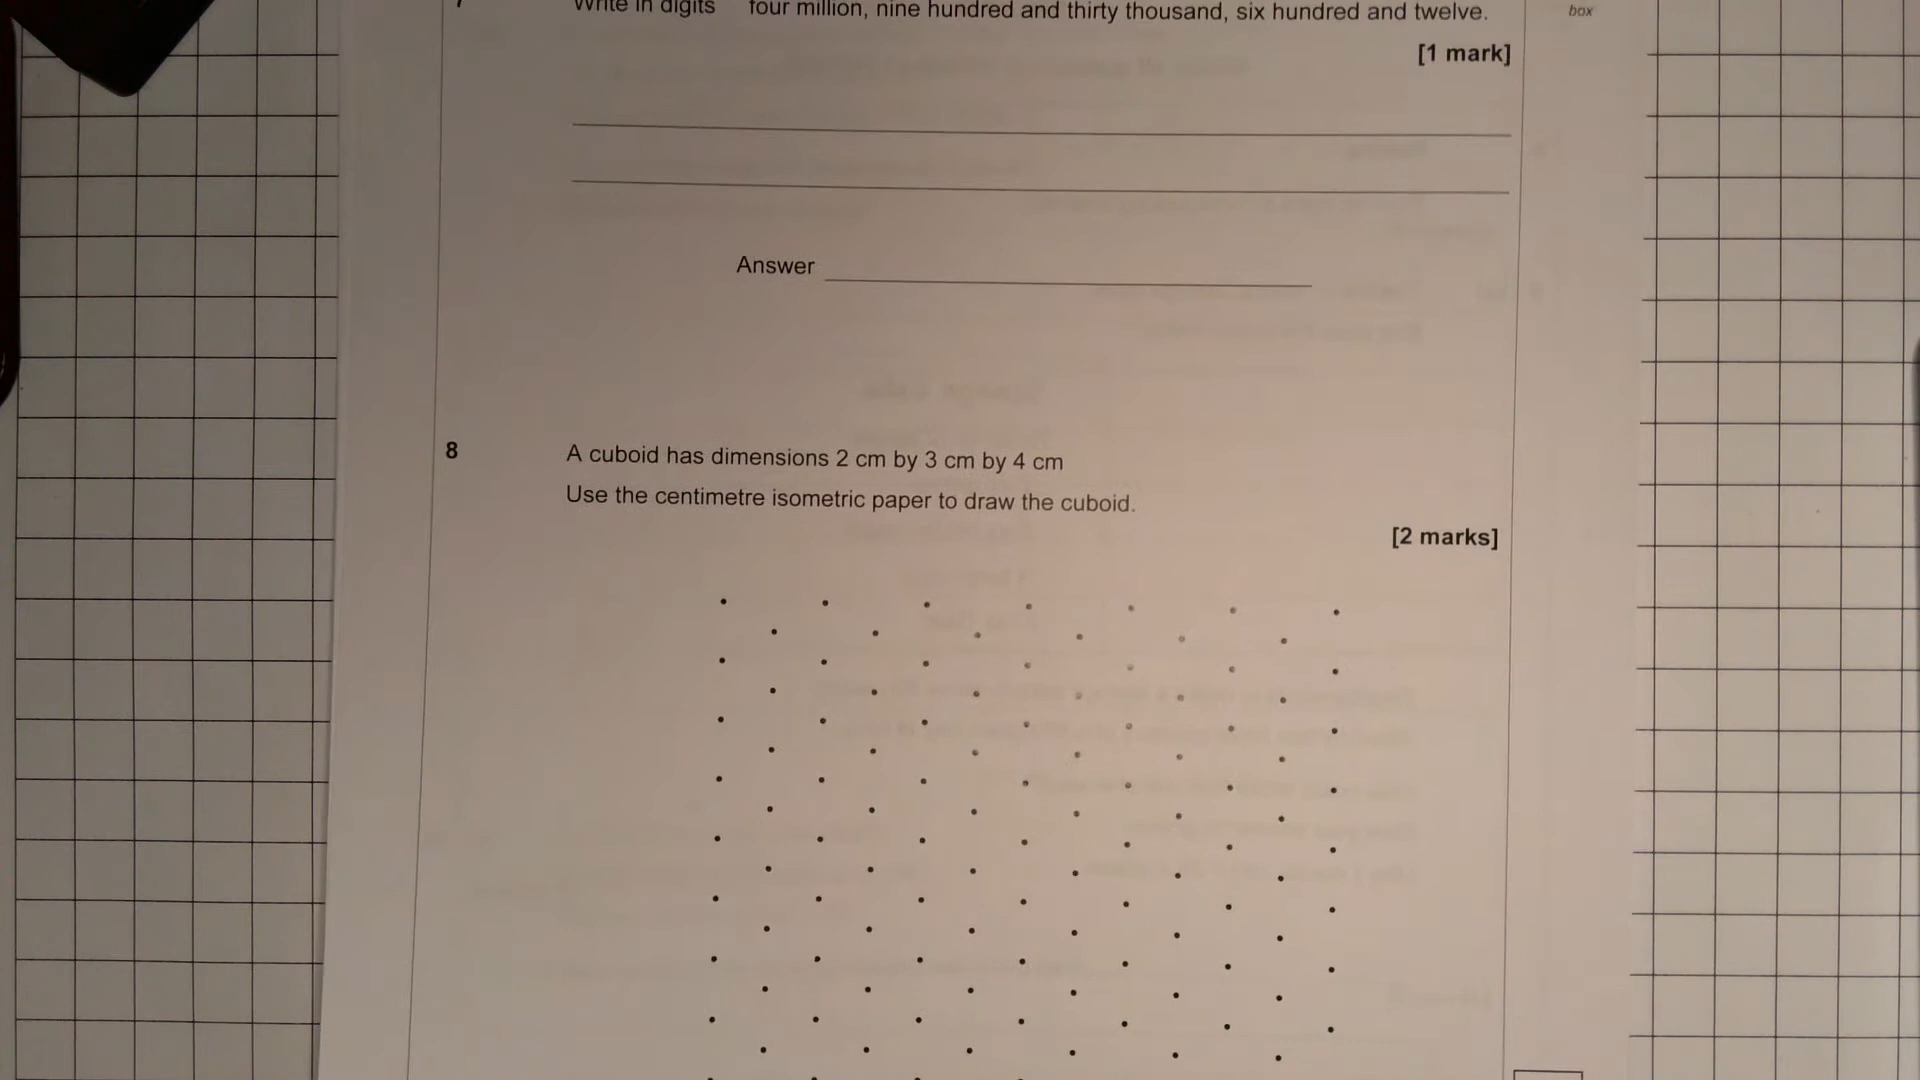 Write in digits four million, nine hundred and thirty thousand, six hundred and twelve.
box
[1 mark]
Answer
8 A cuboid has dimensions 2 cm by 3 cm by 4 cm
Use the centimetre isometric paper to draw the cuboid.
[2 marks]